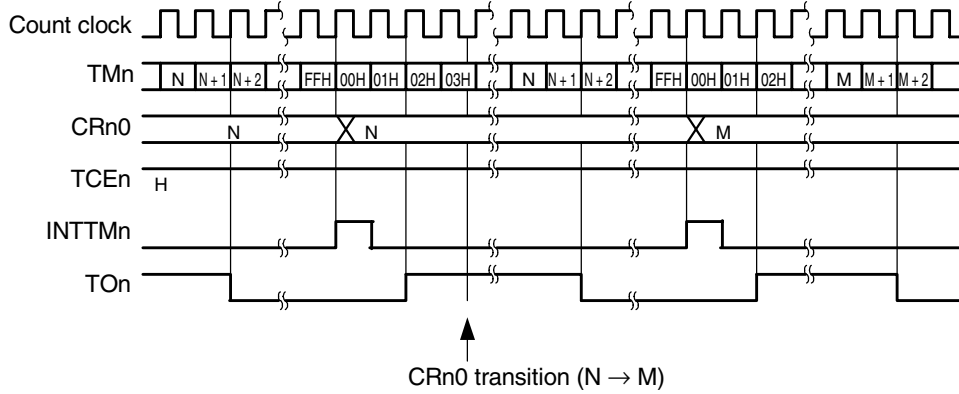 Count clock
TMn N N + 1 N + 2 FFH 00H 01H 02H 03H N N + 1 N + 2 FFH 00H 01H 02H M M + 1 M + 2
CRn0 N N M
TCEn H
INTTMn
TOn
CRn0 transition (N → M)